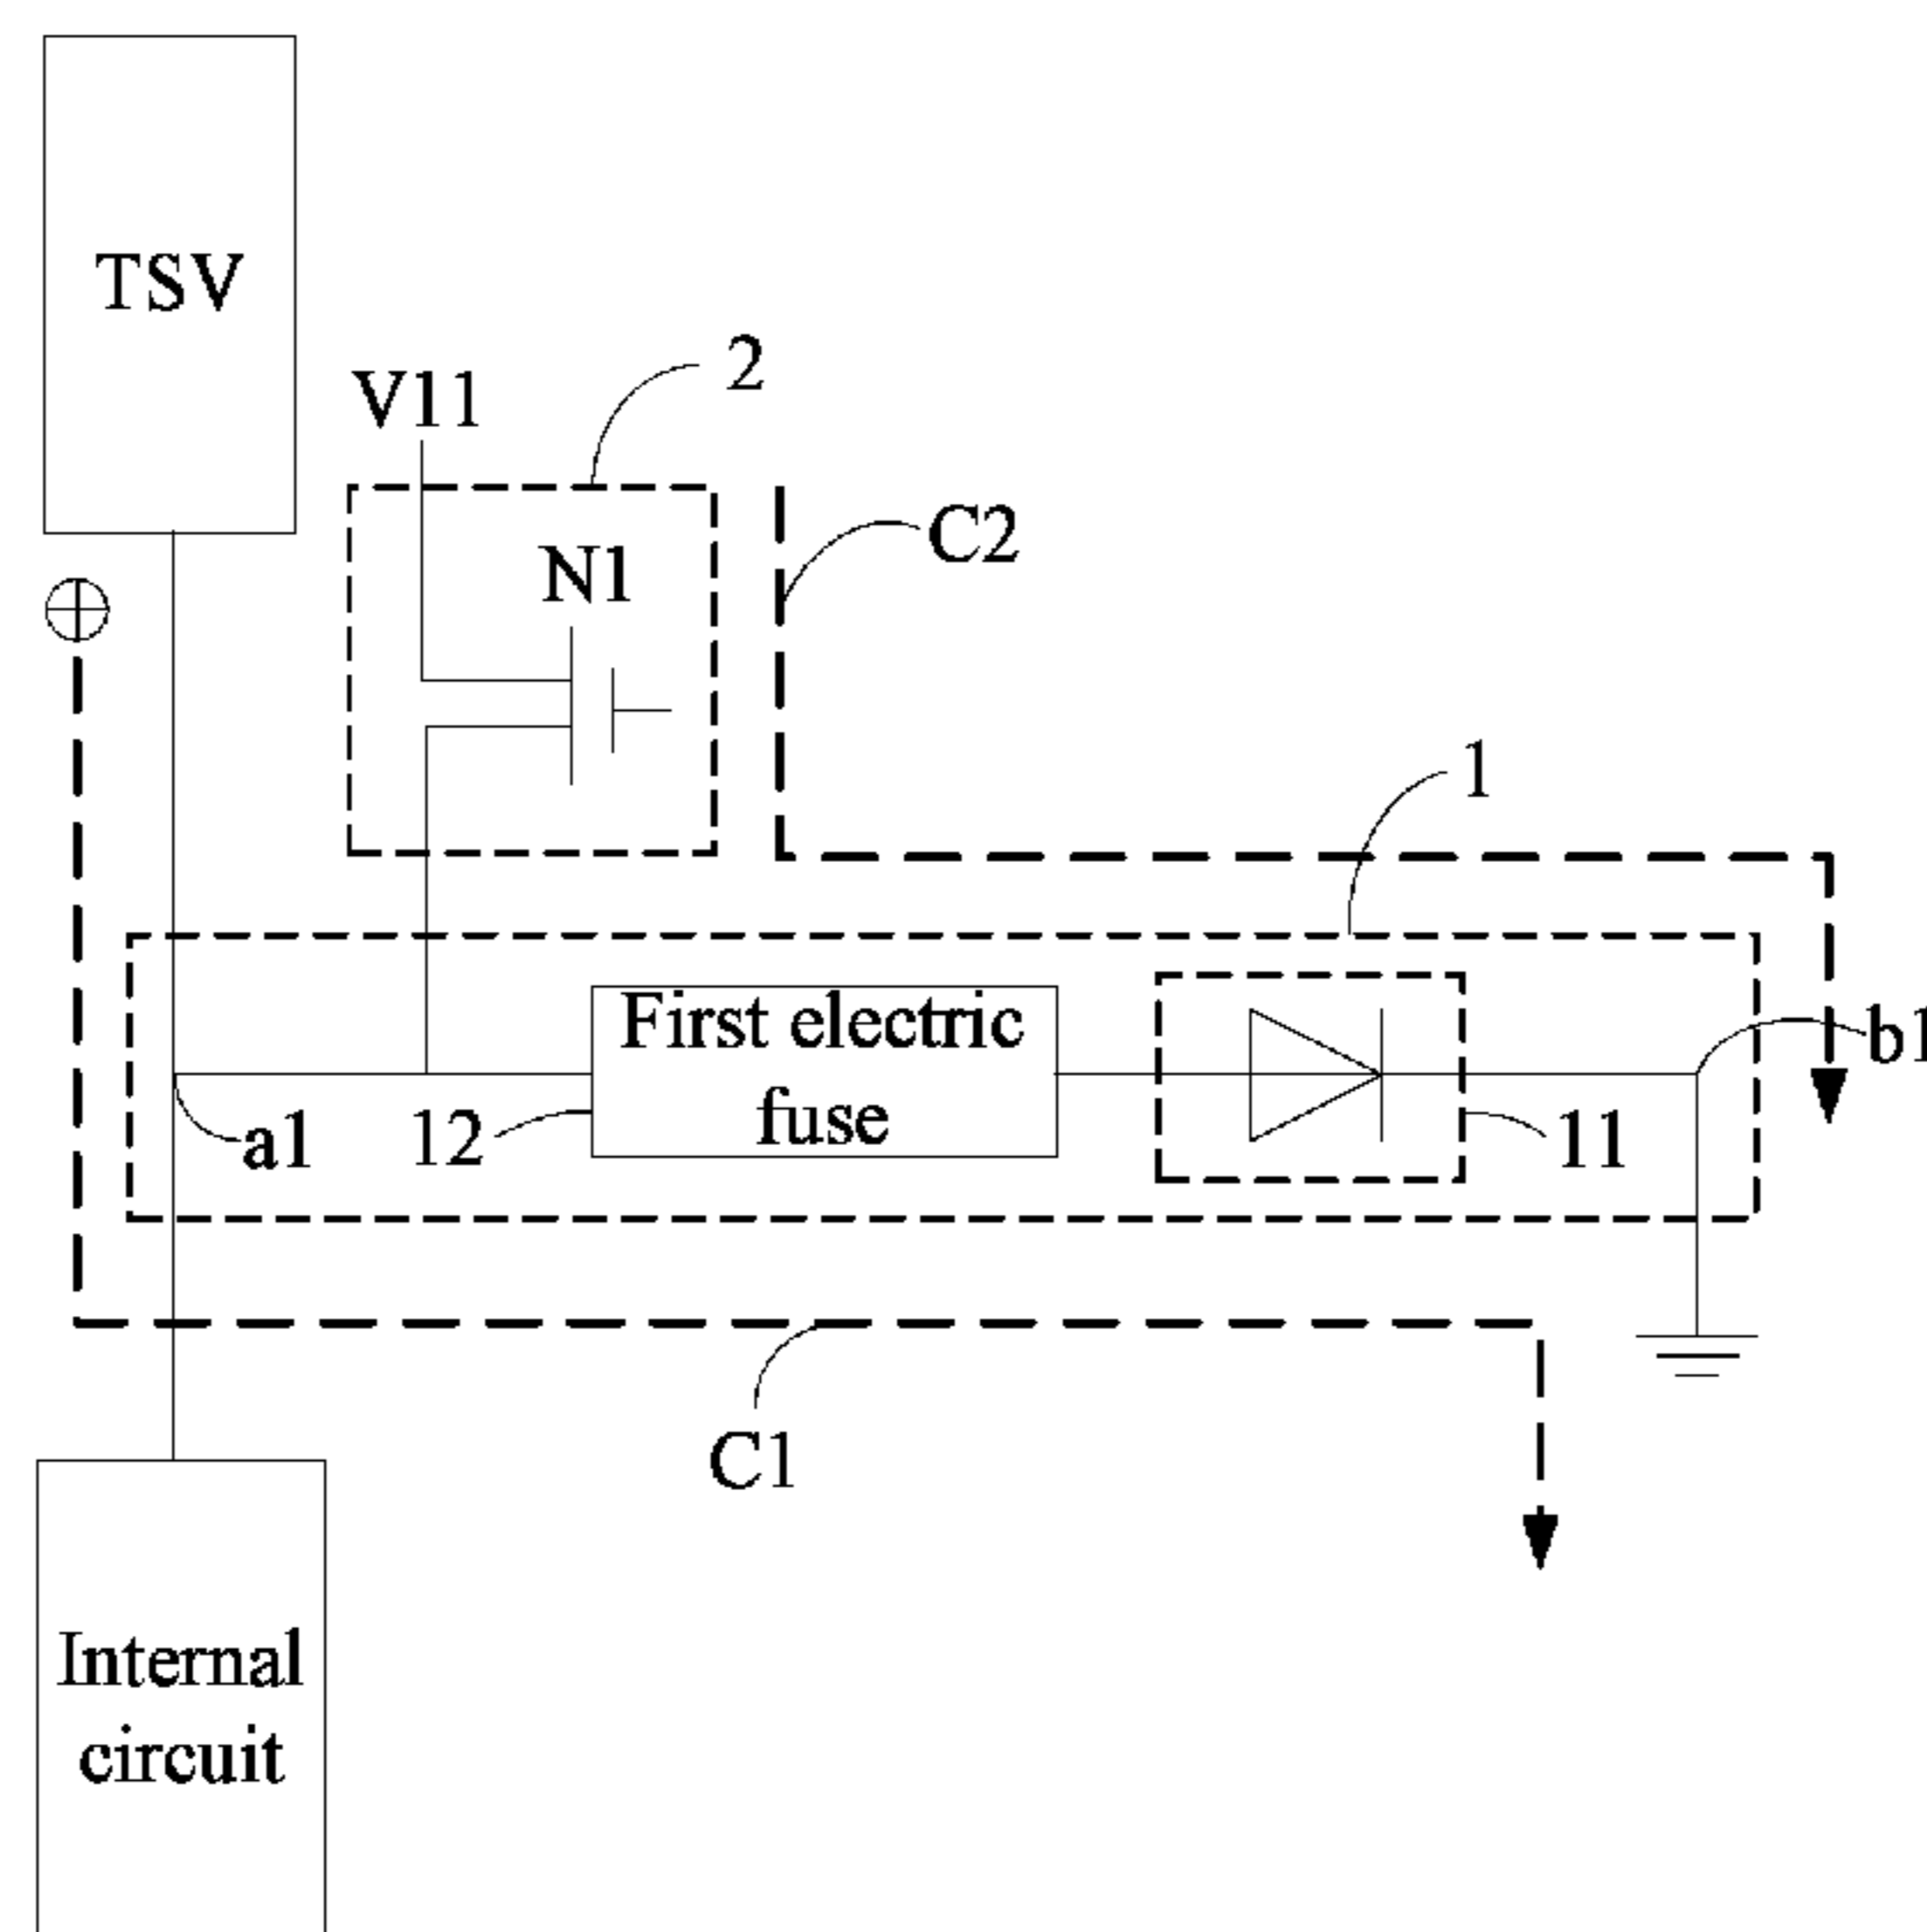 TSV
2
V11
C2
N1
1
First electric
fuse
b1
a1
12
11
C1
Internal
circuit